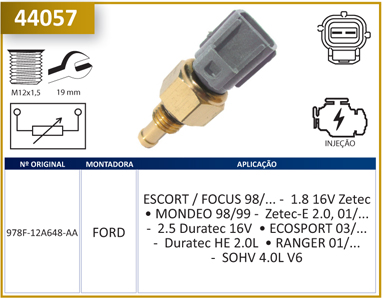 44057
M12x1,5
19 mm
INJEÇÃO
Nº ORIGINAL MONTADORA APLICAÇÃO
978F-12A648-AA FORD
ESCORT / FOCUS 98/... - 1.8 16V Zetec
• MONDEO 98/99 - Zetec-E 2.0, 01/...
- 2.5 Duratec 16V • ECOSPORT 03/...
- Duratec HE 2.0L • RANGER 01/...
- SOHV 4.0L V6